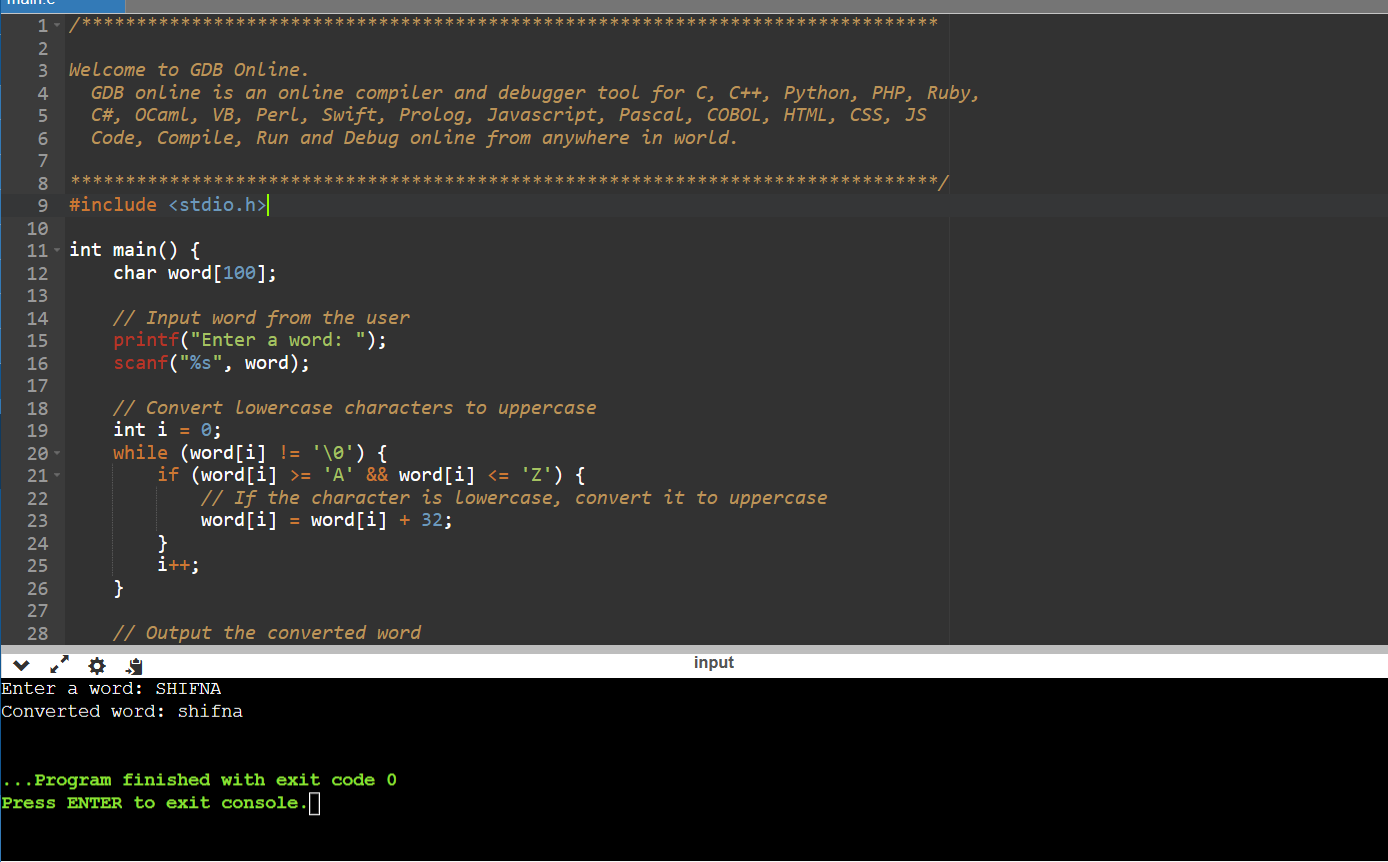 main.c
1 /******************************************************************************
2
3 Welcome to GDB Online.
4 GDB online is an online compiler and debugger tool for C, C++, Python, PHP, Ruby,
5 C#, OCaml, VB, Perl, Swift, Prolog, Javascript, Pascal, COBOL, HTML, CSS, JS
6 Code, Compile, Run and Debug online from anywhere in world.
7
8 *******************************************************************************/
9 #include <stdio.h>
10
11 int main() {
12 char word[100];
13
14 // Input word from the user
15 printf("Enter a word: ");
16 scanf("%s", word);
17
18 // Convert lowercase characters to uppercase
19 int i = 0;
20 while (word[i] != '\0') {
21 if (word[i] >= 'A' && word[i] <= 'Z') {
22 // If the character is lowercase, convert it to uppercase
23 word[i] = word[i] + 32;
24 }
25 i++;
26 }
27
28 // Output the converted word
input
Enter a word: SHIFNA
Converted word: shifna
...Program finished with exit code 0
Press ENTER to exit console.